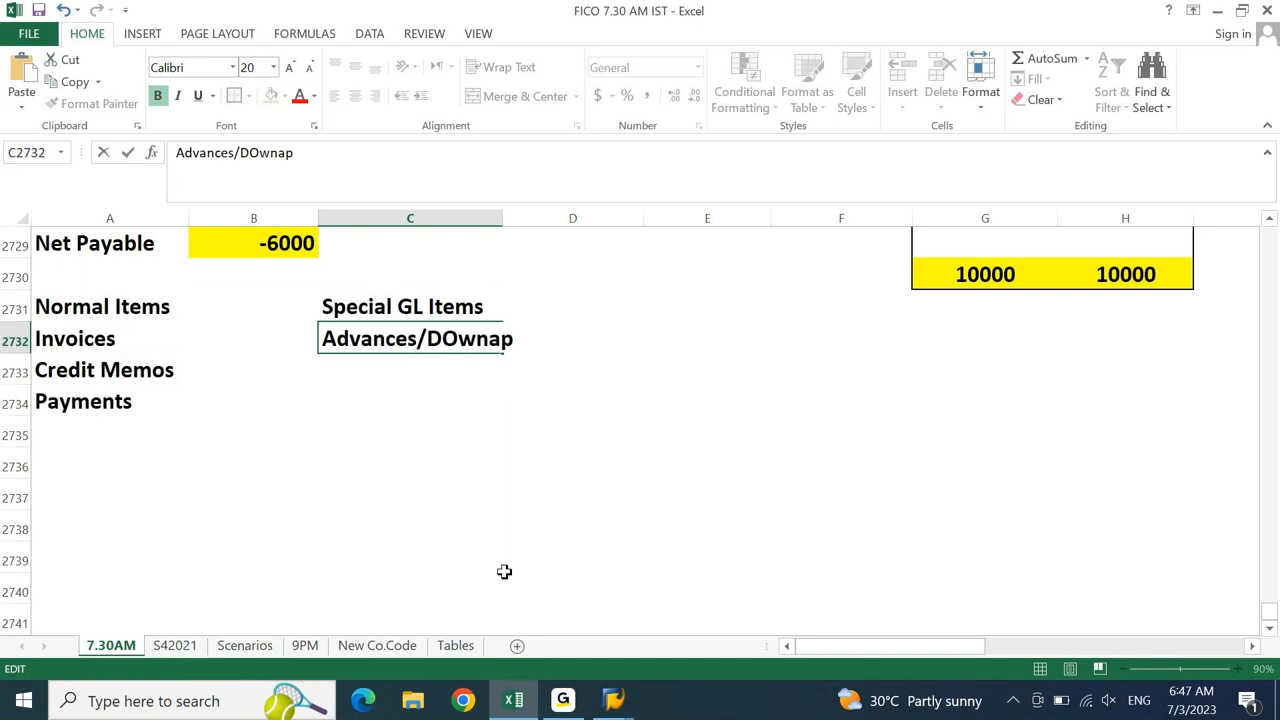 FICO 7.30 AM IST - Excel
FILE HOME INSERT PAGE LAYOUT FORMULAS DATA REVIEW VIEW Sign in
Paste Cut Copy Format Painter Clipboard
Calibri 20 Font
Wrap Text Merge & Center Alignment
General Number
Conditional Formatting Format as Table Cell Styles Styles
Insert Delete Format Cells
AutoSum Fill Clear Sort & Filter Find & Select Editing
C2732 Advances/DOwnap
A B C D E F G H
2729 Net Payable -6000
2730 10000 10000
2731 Normal Items Special GL Items
2732 Invoices Advances/DOwnap
2733 Credit Memos
2734 Payments
2735
2736
2737
2738
2739
2740
2741
7.30AM S42021 Scenarios 9PM New Co.Code Tables
EDIT 90%
Type here to search 30°C Partly sunny ENG 6:47 AM
7/3/2023 1